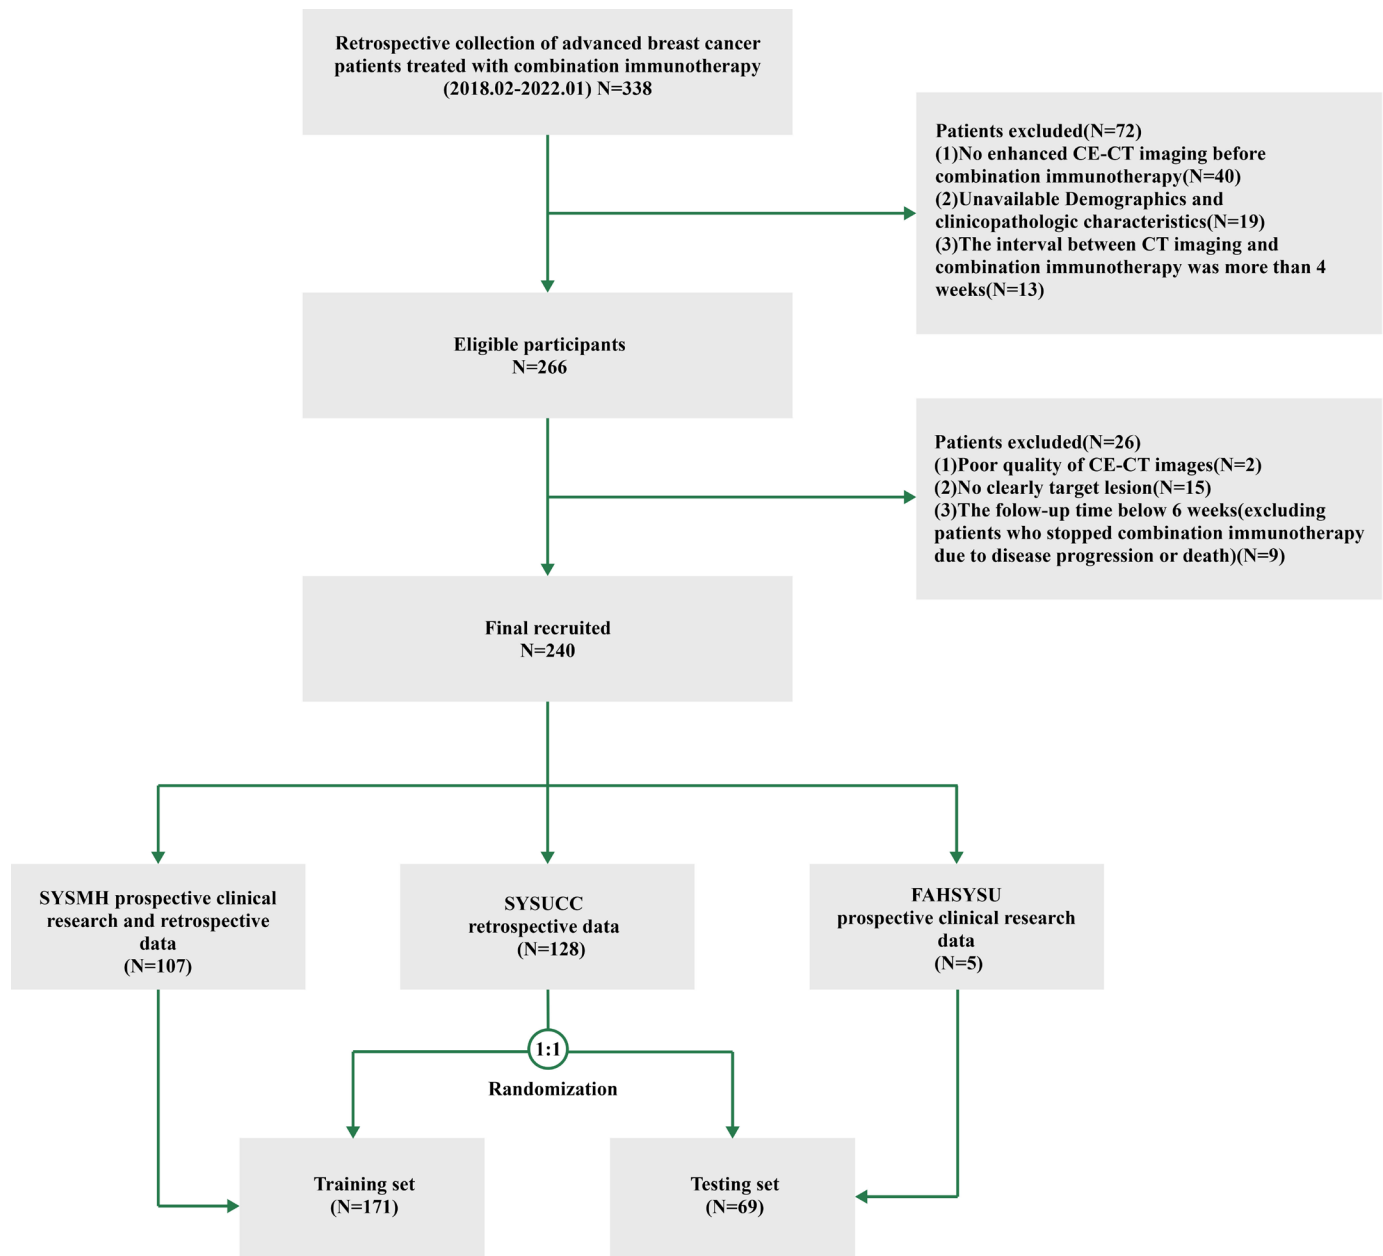 Retrospective collection of advanced breast cancer
patients treated with combination immunotherapy
(2018.02-2022.01) N=338
Patients excluded(N=72)
(1)No enhanced CE-CT imaging before
combination immunotherapy(N=40)
(2)Unavailable Demographics and
clinicopathologic characteristics(N=19)
(3)The interval between CT imaging and
combination immunotherapy was more than 4
weeks(N=13)
Eligible participants
N=266
Patients excluded(N=26)
(1)Poor quality of CE-CT images(N=2)
(2)No clearly target lesion(N=15)
(3)The folow-up time below 6 weeks(excluding
patients who stopped combination immunotherapy
due to disease progression or death)(N=9)
Final recruited
N=240
SYSMH prospective clinical
research and retrospective
data
(N=107)
SYSUCC
retrospective data
(N=128)
FAHSYSU
prospective clinical research
data
(N=5)
1:1
Randomization
Training set
(N=171)
Testing set
(N=69)